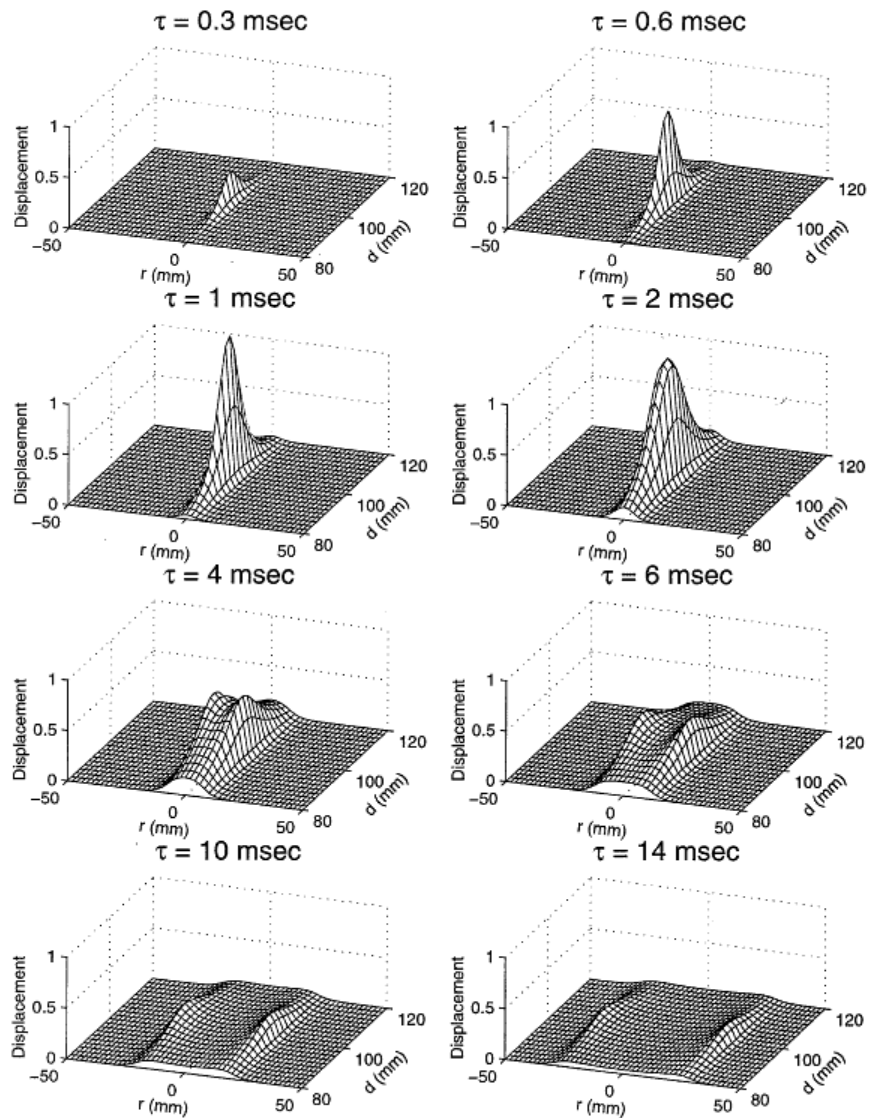 τ = 0.3 msec
Displacement
1
0.5
0
−50
0
50
r (mm)
80
100
120
d (mm)
τ = 0.6 msec
Displacement
1
0.5
0
−50
0
50
r (mm)
80
100
120
d (mm)
τ = 1 msec
Displacement
1
0.5
0
−50
0
50
r (mm)
80
100
120
d (mm)
τ = 2 msec
Displacement
1
0.5
0
−50
0
50
r (mm)
80
100
120
d (mm)
τ = 4 msec
Displacement
1
0.5
0
−50
0
50
r (mm)
80
100
120
d (mm)
τ = 6 msec
Displacement
1
0.5
0
−50
0
50
r (mm)
80
100
120
d (mm)
τ = 10 msec
Displacement
1
0.5
0
−50
0
50
r (mm)
80
100
120
d (mm)
τ = 14 msec
Displacement
1
0.5
0
−50
0
50
r (mm)
80
100
120
d (mm)